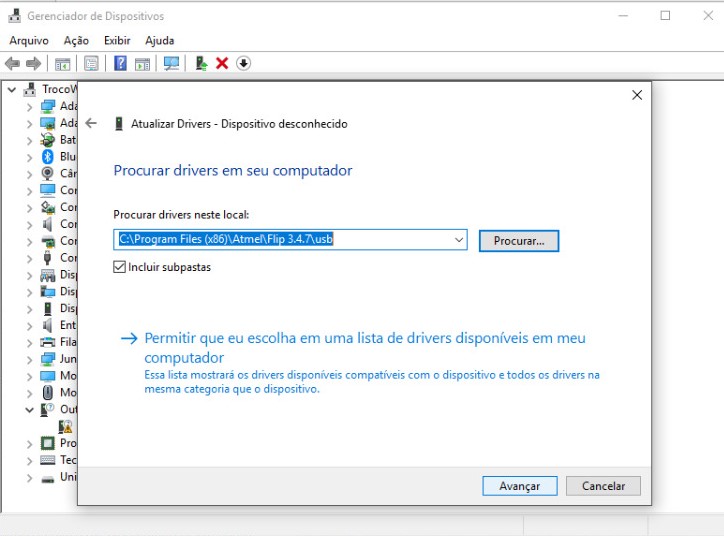 Gerenciador de Dispositivos
Arquivo Ação Exibir Ajuda
TrocoW
Ada
Ada
Bat
Blu
Câr
Cor
Co
Cor
Cor
Cor
Disp
Disp
Disp
Ent
Fila
Jun
Mo
Mo
Out
Pro
Tec
Uni
Atualizar Drivers - Dispositivo desconhecido
Procurar drivers em seu computador
Procurar drivers neste local:
C:\Program Files (x86)\Atmel\Flip 3.4.7\usb
Procurar...
Incluir subpastas
Permitir que eu escolha em uma lista de drivers disponíveis em meu
computador
Essa lista mostrará os drivers disponíveis compatíveis com o dispositivo e todos os drivers na
mesma categoria que o dispositivo.
Avançar Cancelar